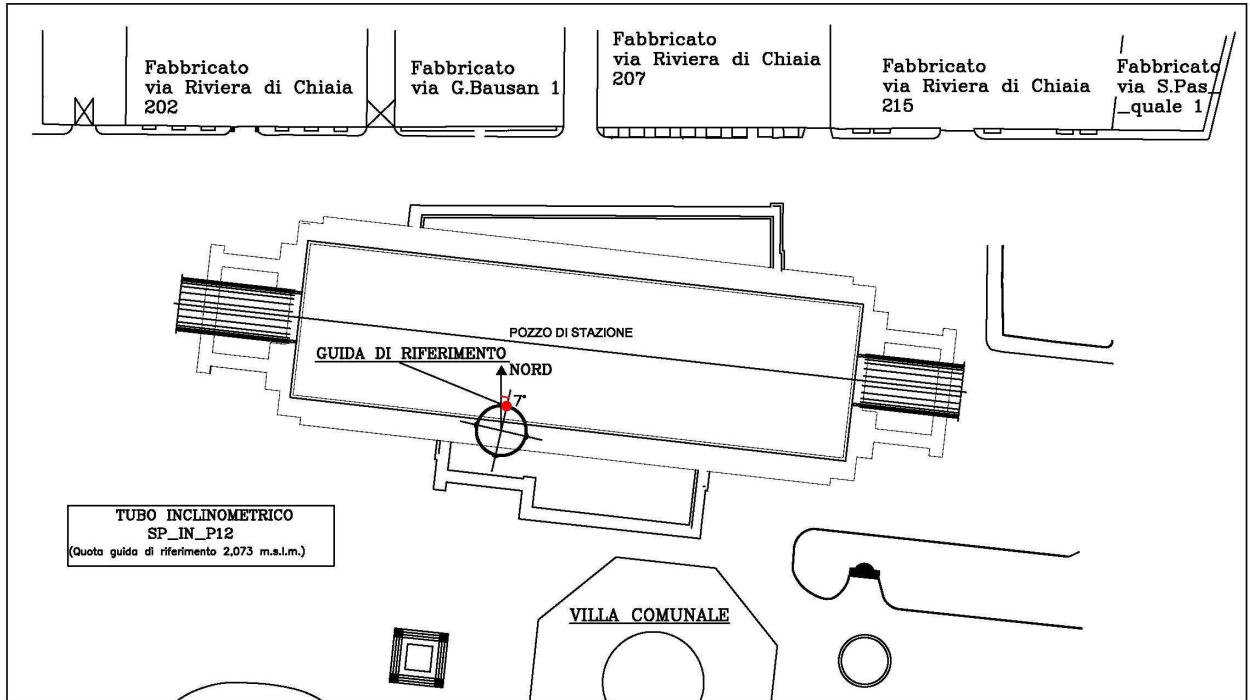 Fabbricato
via Riviera di Chiaia
202
Fabbricato
via G.Bausan 1
Fabbricato
via Riviera di Chiaia
207
Fabbricato
via Riviera di Chiaia
215
Fabbricato
via S.Pas_
_quale 1
POZZO DI STAZIONE
GUIDA DI RIFERIMENTO
NORD
7°
TUBO INCLINOMETRICO
SP_IN_P12
(Quota guida di riferimento 2,073 m.s.l.m.)
VILLA COMUNALE